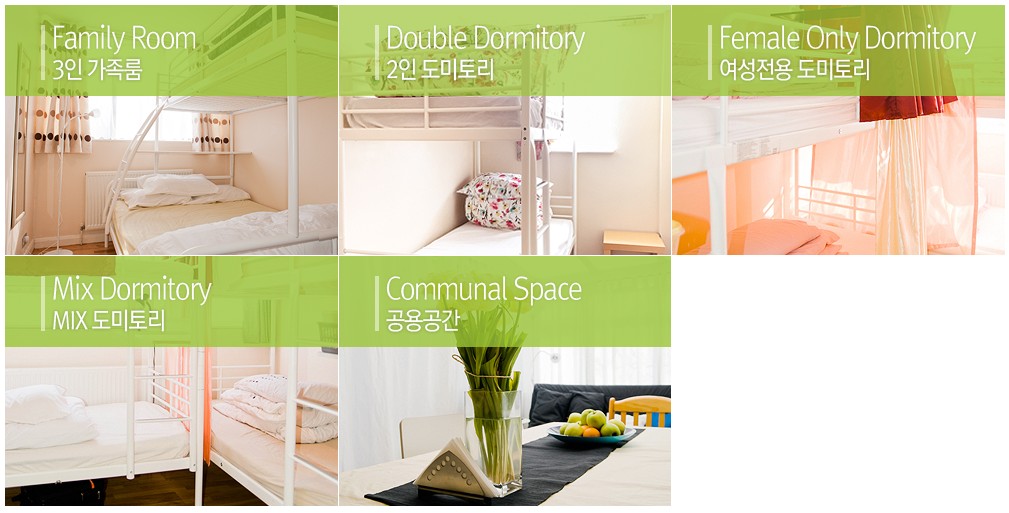 Family Room
3인 가족룸
Double Dormitory
2인 도미토리
Female Only Dormitory
여성전용 도미토리
Mix Dormitory
MIX 도미토리
Communal Space
공용공간